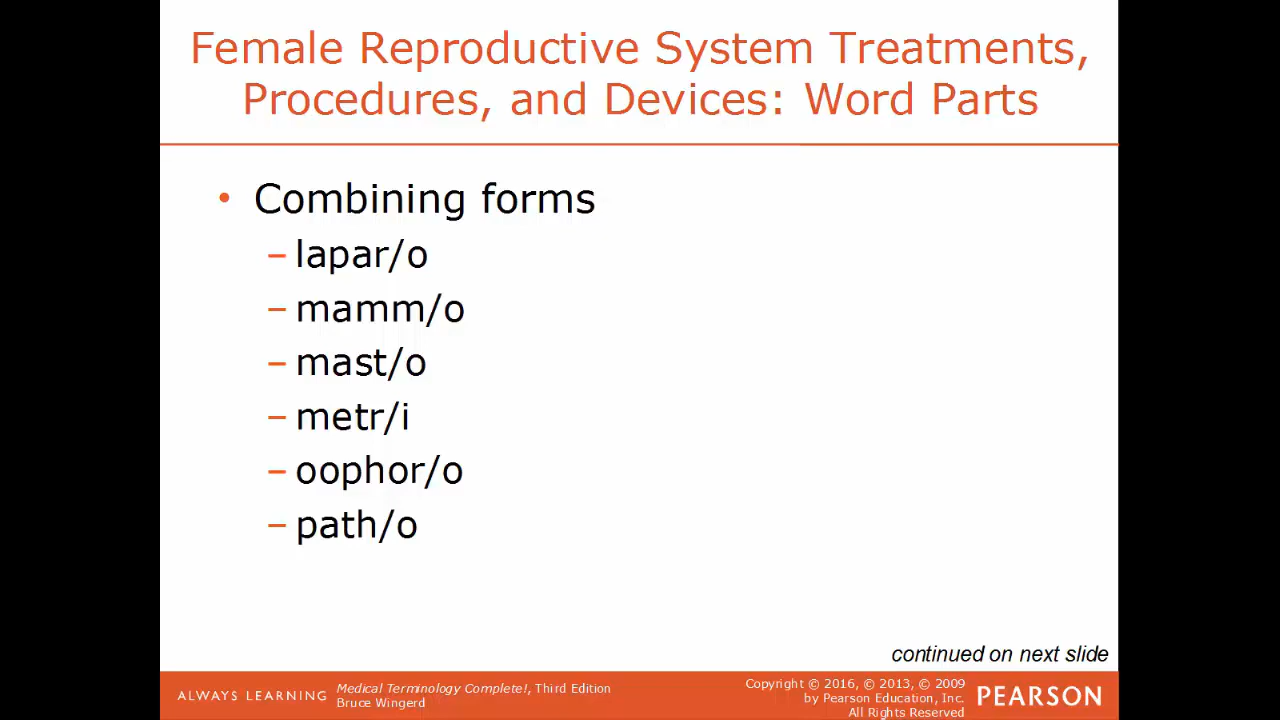 Female Reproductive System Treatments,
Procedures, and Devices: Word Parts
• Combining forms
– lapar/o
– mamm/o
– mast/o
– metr/i
– oophor/o
– path/o
continued on next slide
ALWAYS LEARNING
Medical Terminology Complete!, Third Edition
Bruce Wingerd
Copyright © 2016, © 2013, © 2009
by Pearson Education, Inc.
All Rights Reserved
PEARSON